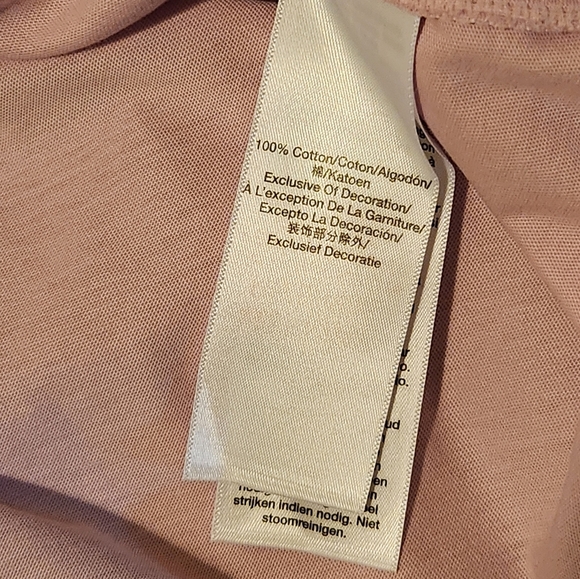 100% Cotton/Coton/Algodón/
棉/Katoen
Exclusive Of Decoration/
À L'exception De La Garniture/
Excepto La Decoración/
装饰部分除外/
Exclusief Decoratie
strijken indien nodig. Niet
stoomreinigen.